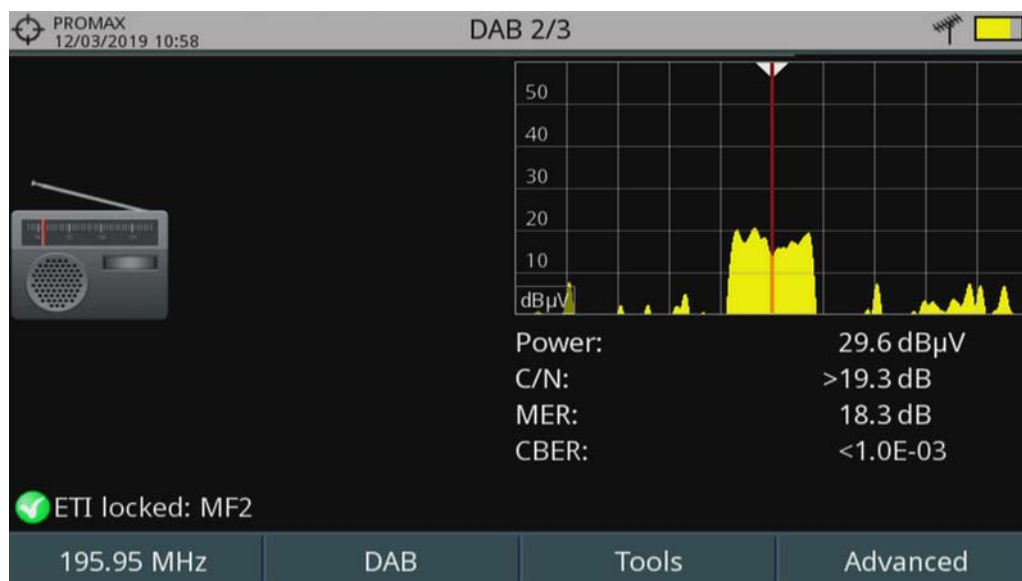 PROMAX
12/03/2019 10:58
DAB 2/3
50
40
30
20
10
dBµV
Power: 29.6 dBµV
C/N: >19.3 dB
MER: 18.3 dB
CBER: <1.0E-03
ETI locked: MF2
195.95 MHz DAB Tools Advanced